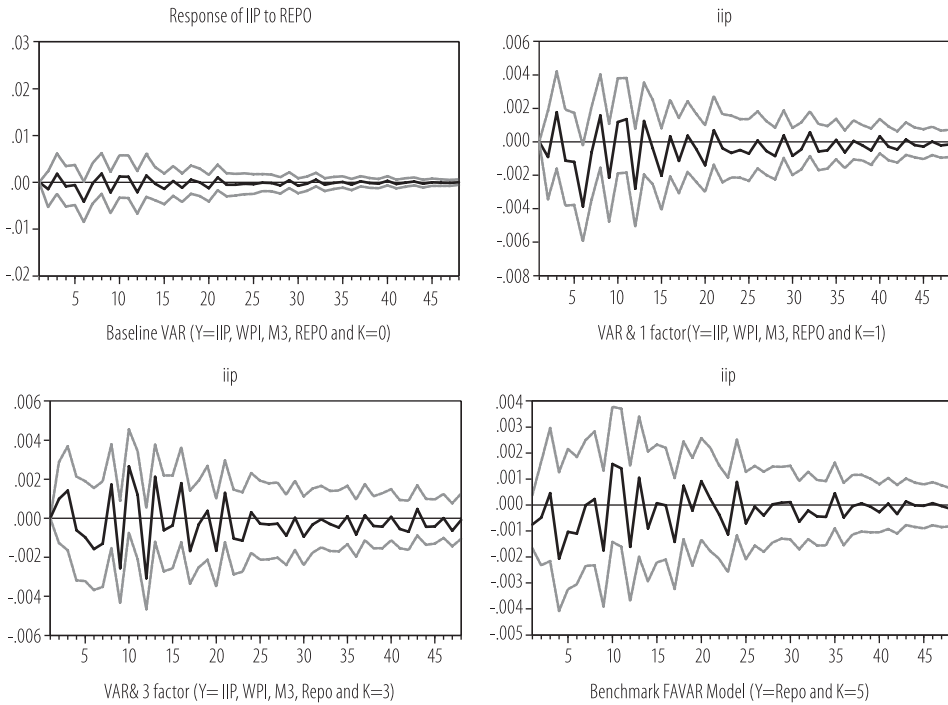 Response of IIP to REPO
.03
.02
.01
.00
-.01
-.02
5 10 15 20 25 30 35 40 45
Baseline VAR (Y=IIP, WPI, M3, REPO and K=0)
iip
.006
.004
.002
.000
-.002
-.004
-.006
-.008
5 10 15 20 25 30 35 40 45
VAR & 1 factor(Y=IIP, WPI, M3, REPO and K=1)
iip
.006
.004
.002
.000
-.002
-.004
-.006
5 10 15 20 25 30 35 40 45
VAR& 3 factor (Y= IIP, WPI, M3, Repo and K=3)
iip
.004
.003
.002
.001
.000
-.001
-.002
-.003
-.004
-.005
5 10 15 20 25 30 35 40 45
Benchmark FAVAR Model (Y=Repo and K=5)